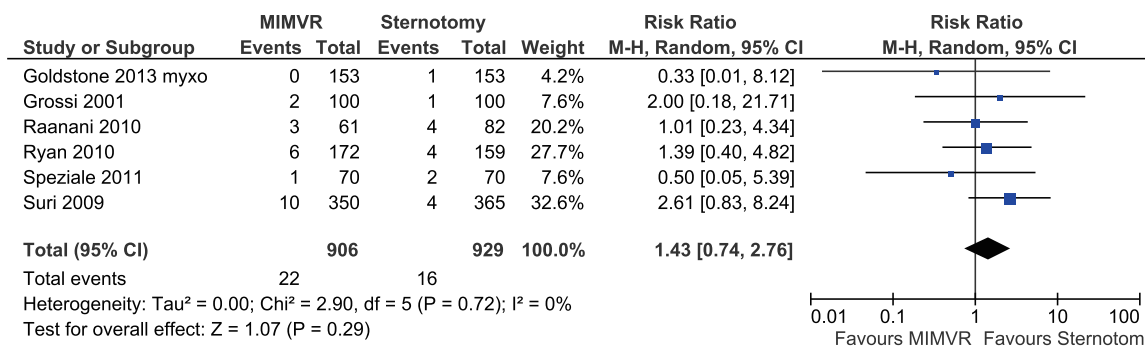 MIMVR Sternotomy Risk Ratio Risk Ratio
Study or Subgroup Events Total Events Total Weight M-H, Random, 95% CI M-H, Random, 95% CI
Goldstone 2013 myxo 0 153 1 153 4.2% 0.33 [0.01, 8.12]
Grossi 2001 2 100 1 100 7.6% 2.00 [0.18, 21.71]
Raanani 2010 3 61 4 82 20.2% 1.01 [0.23, 4.34]
Ryan 2010 6 172 4 159 27.7% 1.39 [0.40, 4.82]
Speziale 2011 1 70 2 70 7.6% 0.50 [0.05, 5.39]
Suri 2009 10 350 4 365 32.6% 2.61 [0.83, 8.24]
Total (95% CI) 906 929 100.0% 1.43 [0.74, 2.76]
Total events 22 16
Heterogeneity: Tau² = 0.00; Chi² = 2.90, df = 5 (P = 0.72); I² = 0%
Test for overall effect: Z = 1.07 (P = 0.29)
0.01 0.1 1 10 100
Favours MIMVR Favours Sternotom